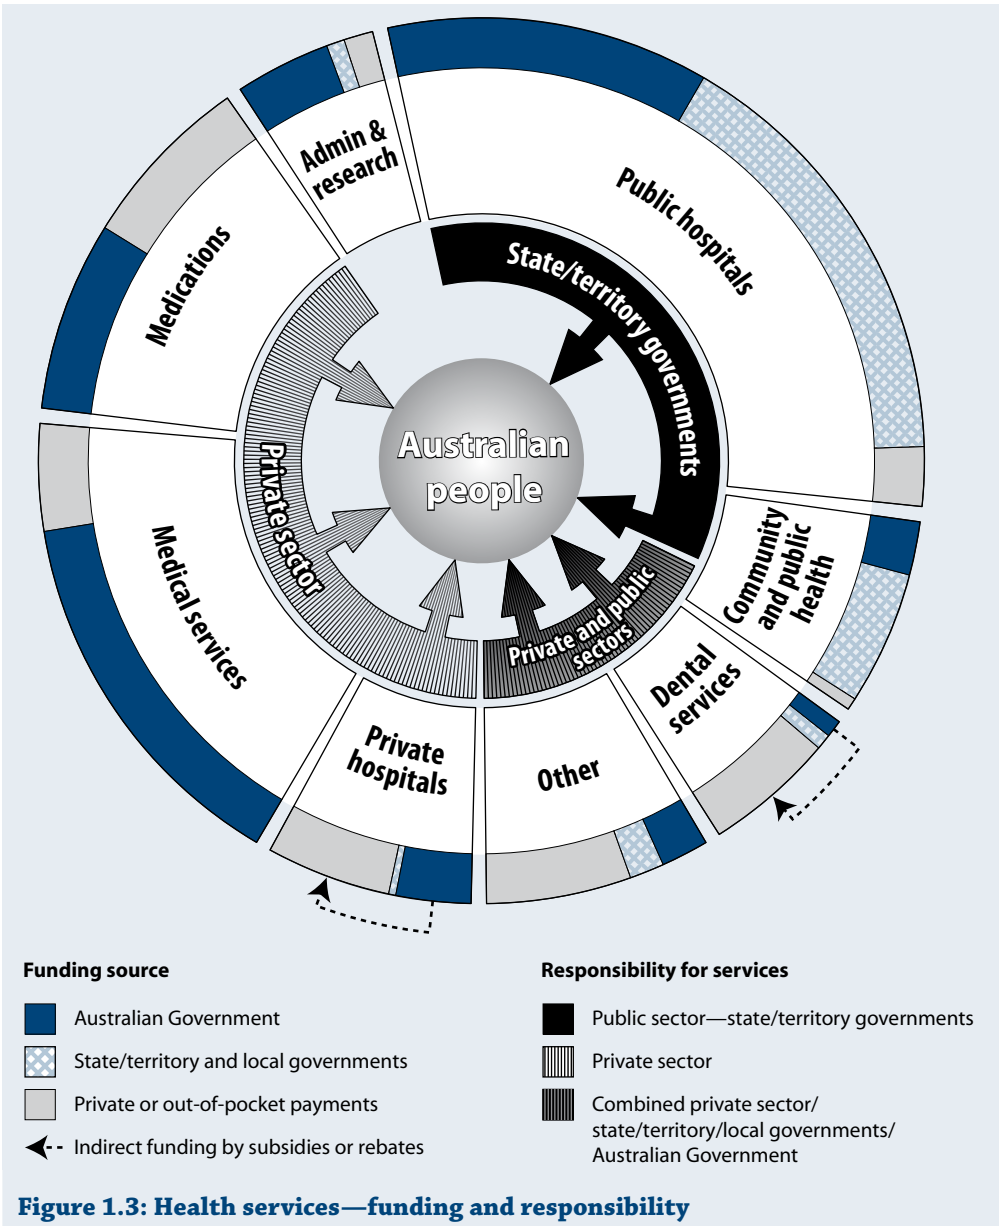 Admin &
research
Public hospitals
Medications
State/territory governments
Australian
people
Private sector
Medical services
Community
and public
health
Private and public
sectors
Dental
services
Private
hospitals
Other
Funding source
Australian Government
State/territory and local governments
Private or out-of-pocket payments
Indirect funding by subsidies or rebates
Responsibility for services
Public sector—state/territory governments
Private sector
Combined private sector/
state/territory/local governments/
Australian Government
Figure 1.3: Health services—funding and responsibility